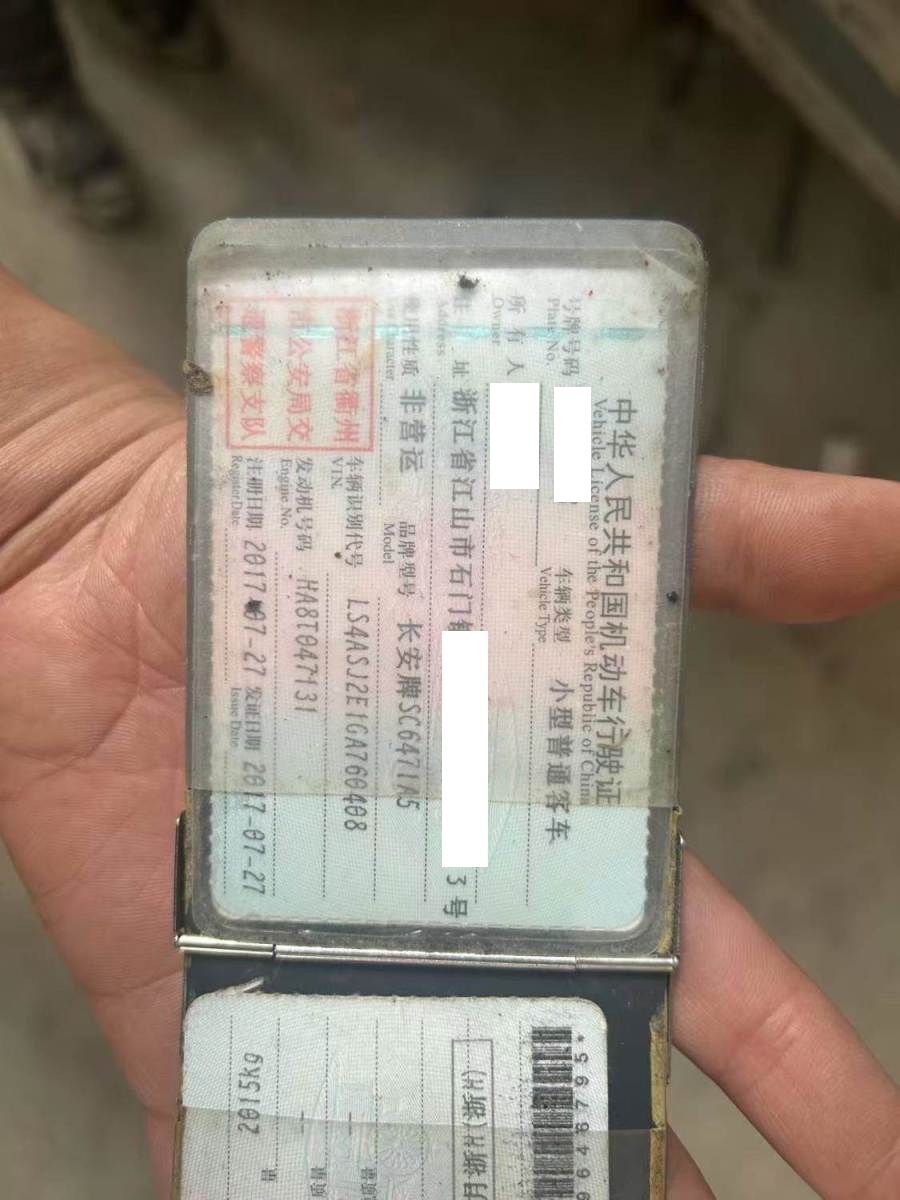 中华人民共和国机动车行驶证
Vehicle License of the People's Republic of China
号牌号码
Plate No.
车辆类型 小型普通客车
Vehicle Type
所有人
Owner
住 址 浙江省江山市石门镇
3号
Address
使用性质 非营运
Use Character
品牌型号 长安牌SC6471A5
Model
浙江省衢州
市公安局交
通警察支队
车辆识别代号 LS4ASJ2E1GA760408
VIN
发动机号码 HA8T047131
Engine No.
注册日期 2017-07-27 发证日期 2017-07-27
Register Date
Issue Date
2015kg